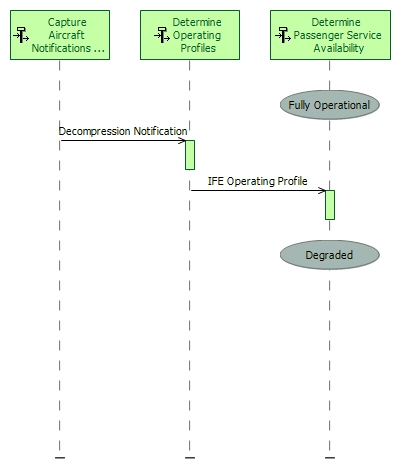 Capture
Aircraft
Notifications ...
Determine
Operating
Profiles
Determine
Passenger Service
Availability
Fully Operational
Decompression Notification
IFE Operating Profile
Degraded